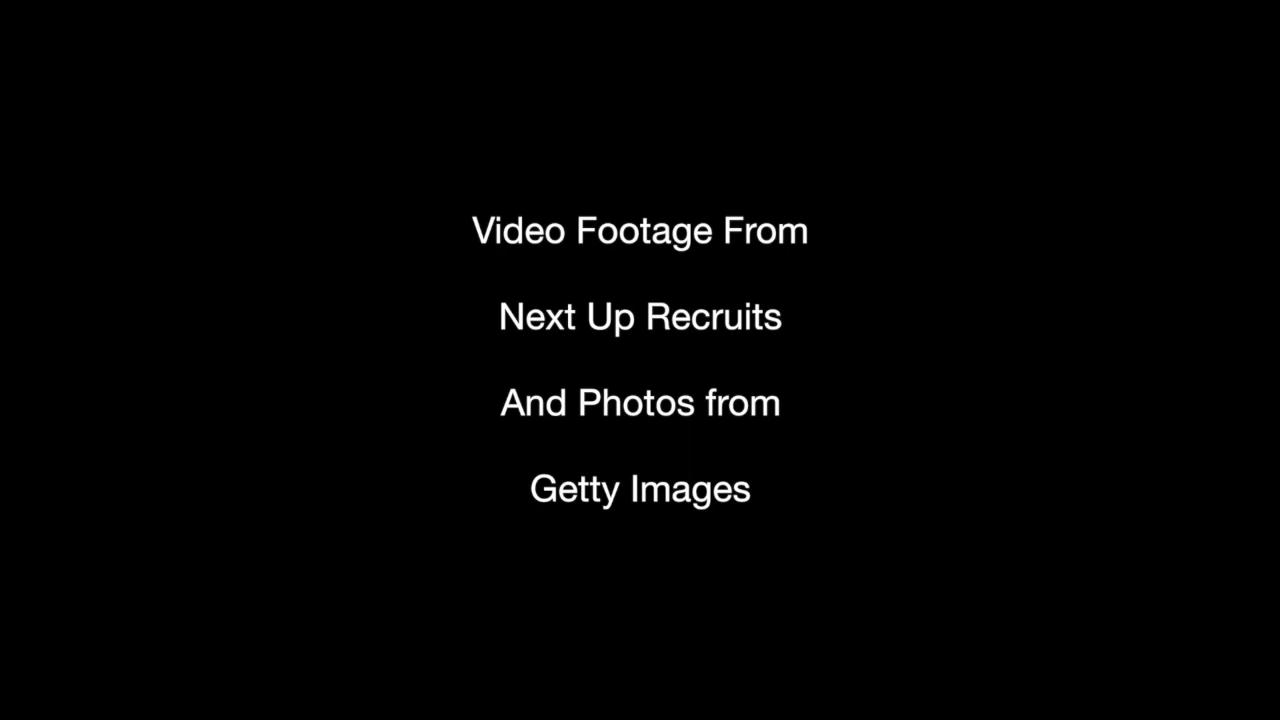 Video Footage From
Next Up Recruits
And Photos from
Getty Images